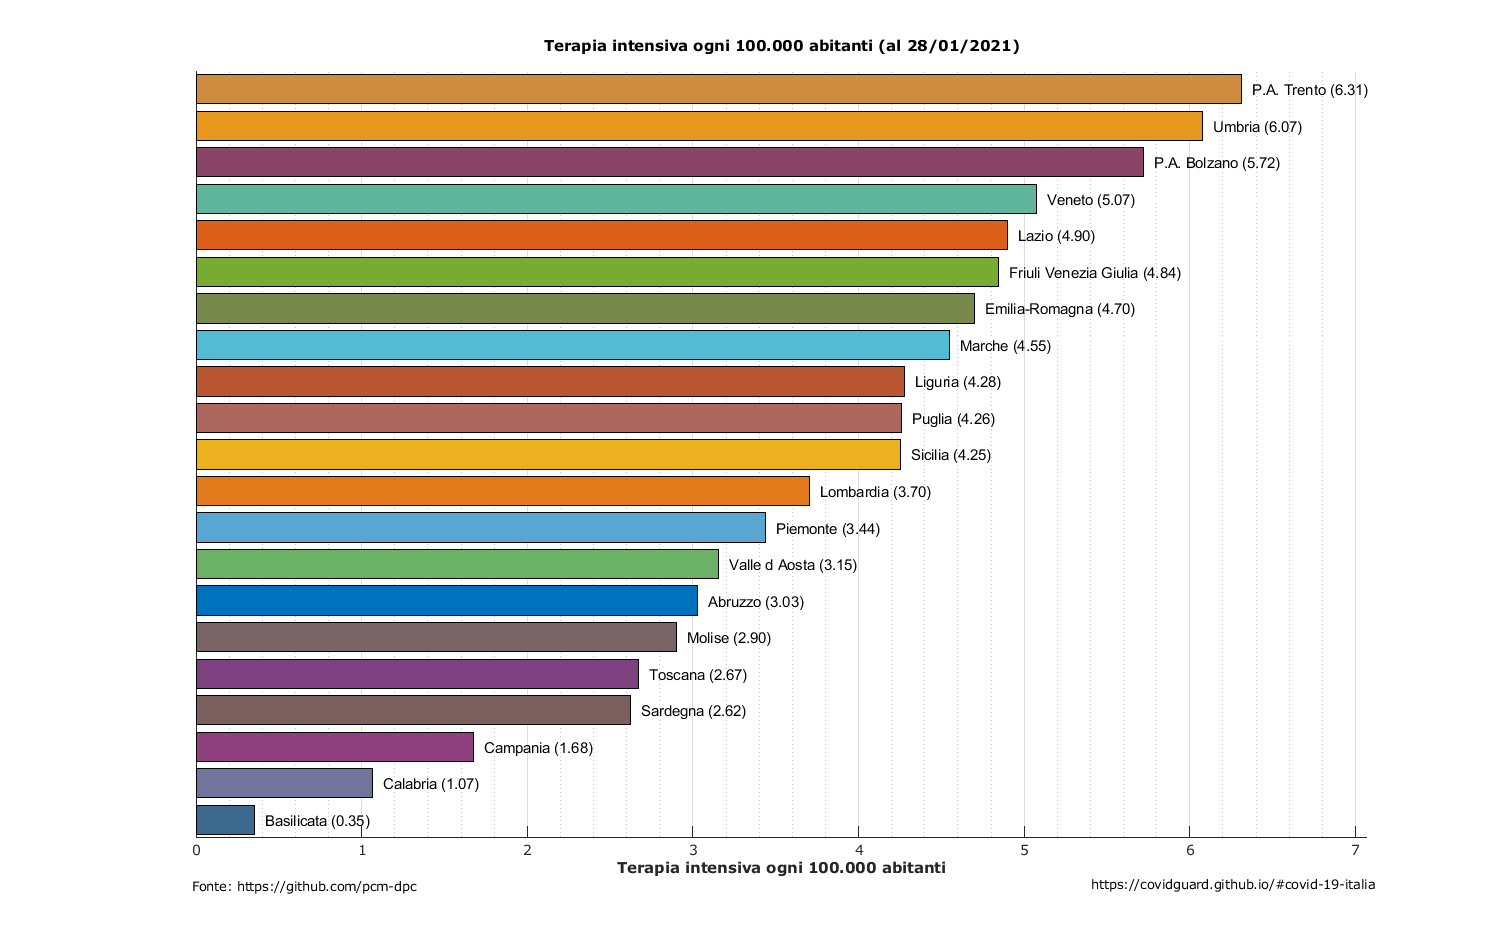 Terapia intensiva ogni 100.000 abitanti (al 28/01/2021)
P.A. Trento (6.31)
Umbria (6.07)
P.A. Bolzano (5.72)
Veneto (5.07)
Lazio (4.90)
Friuli Venezia Giulia (4.84)
Emilia-Romagna (4.70)
Marche (4.55)
Liguria (4.28)
Puglia (4.26)
Sicilia (4.25)
Lombardia (3.70)
Piemonte (3.44)
Valle d Aosta (3.15)
Abruzzo (3.03)
Molise (2.90)
Toscana (2.67)
Sardegna (2.62)
Campania (1.68)
Calabria (1.07)
Basilicata (0.35)
0 1 2 3 4 5 6 7
Terapia intensiva ogni 100.000 abitanti
Fonte: https://github.com/pcm-dpc
https://covidguard.github.io/#covid-19-italia